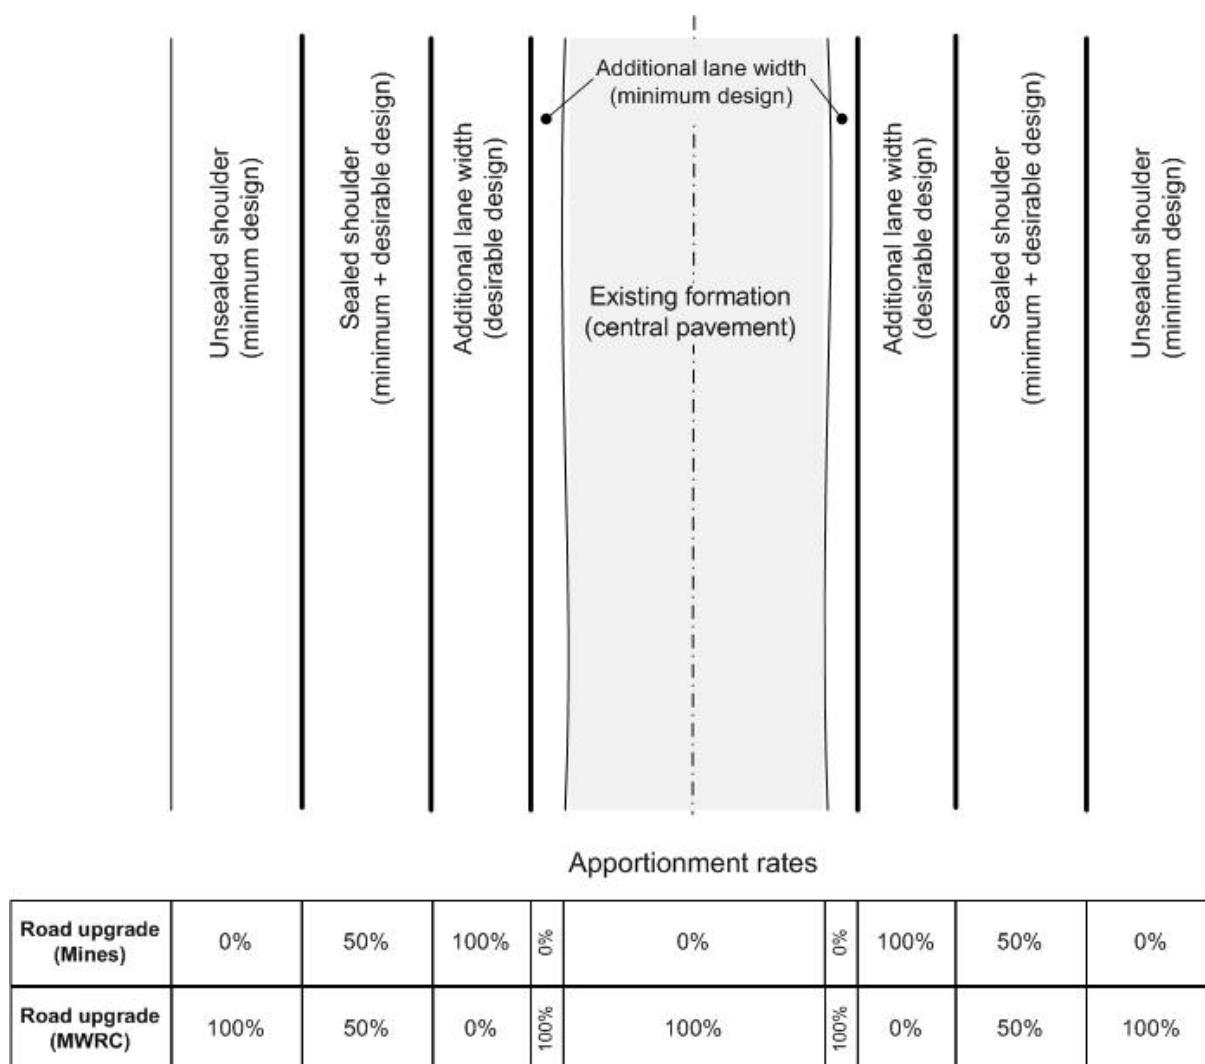 Additional lane width
(minimum design)
Unsealed shoulder
(minimum design)
Sealed shoulder
(minimum + desirable design)
Additional lane width
(desirable design)
Existing formation
(central pavement)
Additional lane width
(desirable design)
Sealed shoulder
(minimum + desirable design)
Unsealed shoulder
(minimum design)
Apportionment rates
Road upgrade
(Mines)
0% 50% 100% 0% 0% 0% 100% 50% 0%
Road upgrade
(MWRC)
100% 50% 0% 100% 100% 100% 0% 50% 100%